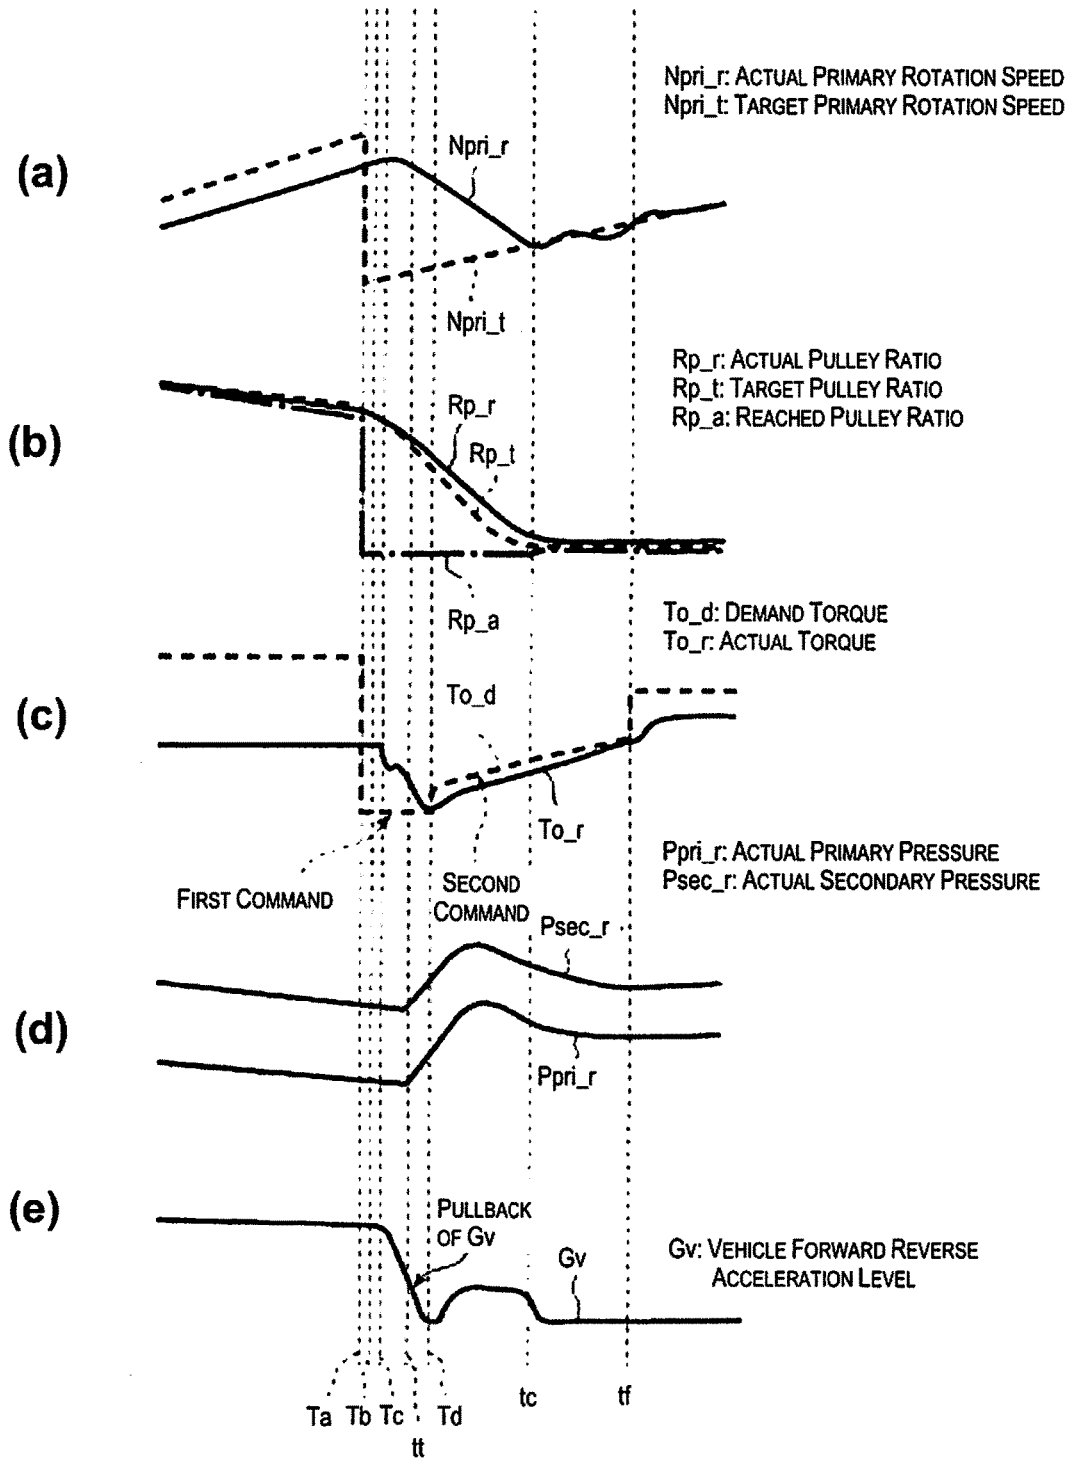 Npri_r: ACTUAL PRIMARY ROTATION SPEED
Npri_t: TARGET PRIMARY ROTATION SPEED
(a)
Npri_r
Npri_t
Rp_r: ACTUAL PULLEY RATIO
Rp_t: TARGET PULLEY RATIO
Rp_a: REACHED PULLEY RATIO
(b)
Rp_r
Rp_t
Rp_a
To_d: DEMAND TORQUE
To_r: ACTUAL TORQUE
(c)
To_d
To_r
FIRST COMMAND
SECOND
COMMAND
Ppri_r: ACTUAL PRIMARY PRESSURE
Psec_r: ACTUAL SECONDARY PRESSURE
Psec_r
(d)
Ppri_r
(e)
PULLBACK
OF Gv
Gv
Gv: VEHICLE FORWARD REVERSE
ACCELERATION LEVEL
Ta Tb Tc Td tc tf
tt